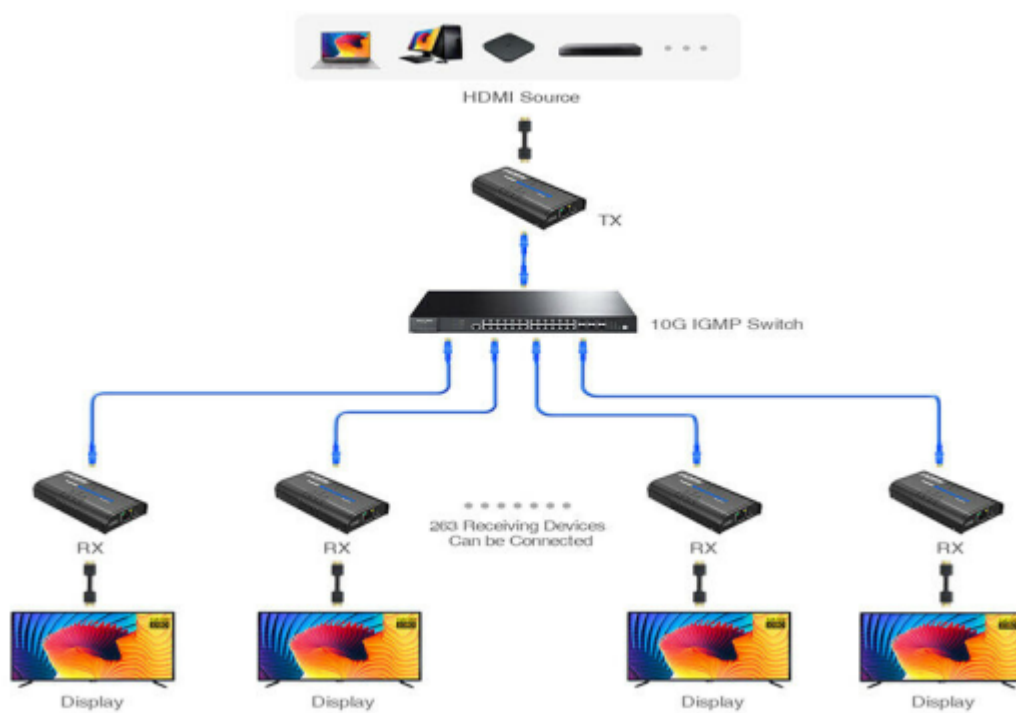 HDMI Source
TX
10G IGMP Switch
263 Receiving Devices
Can be Connected
RX
RX
RX
RX
Display
Display
Display
Display